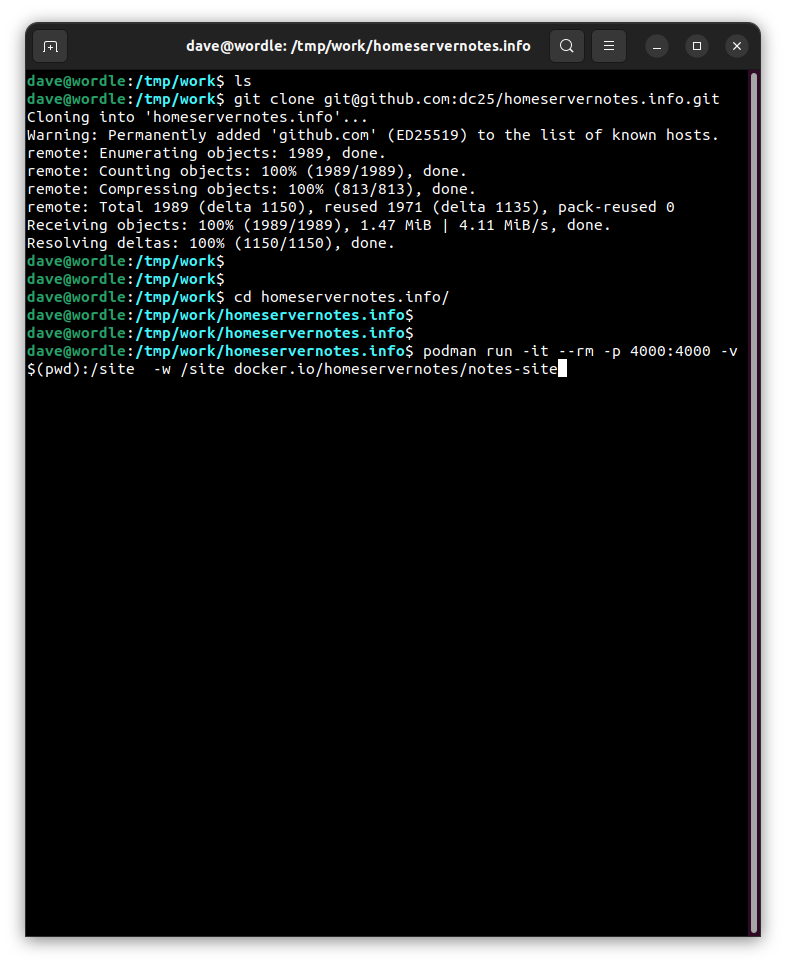 dave@wordle: /tmp/work/homeservernotes.info
dave@wordle:/tmp/work$ ls
dave@wordle:/tmp/work$ git clone git@github.com:dc25/homeservernotes.info.git
Cloning into 'homeservernotes.info'...
Warning: Permanently added 'github.com' (ED25519) to the list of known hosts.
remote: Enumerating objects: 1989, done.
remote: Counting objects: 100% (1989/1989), done.
remote: Compressing objects: 100% (813/813), done.
remote: Total 1989 (delta 1150), reused 1971 (delta 1135), pack-reused 0
Receiving objects: 100% (1989/1989), 1.47 MiB | 4.11 MiB/s, done.
Resolving deltas: 100% (1150/1150), done.
dave@wordle:/tmp/work$
dave@wordle:/tmp/work$
dave@wordle:/tmp/work$ cd homeservernotes.info/
dave@wordle:/tmp/work/homeservernotes.info$
dave@wordle:/tmp/work/homeservernotes.info$
dave@wordle:/tmp/work/homeservernotes.info$ podman run -it --rm -p 4000:4000 -v
$(pwd):/site  -w /site docker.io/homeservernotes/notes-site